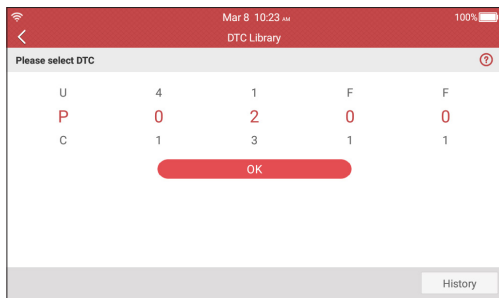 Mar 8 10:23 AM 100%
DTC Library
Please select DTC
U 4 1 F F
P 0 2 0 0
C 1 3 1 1
OK
History